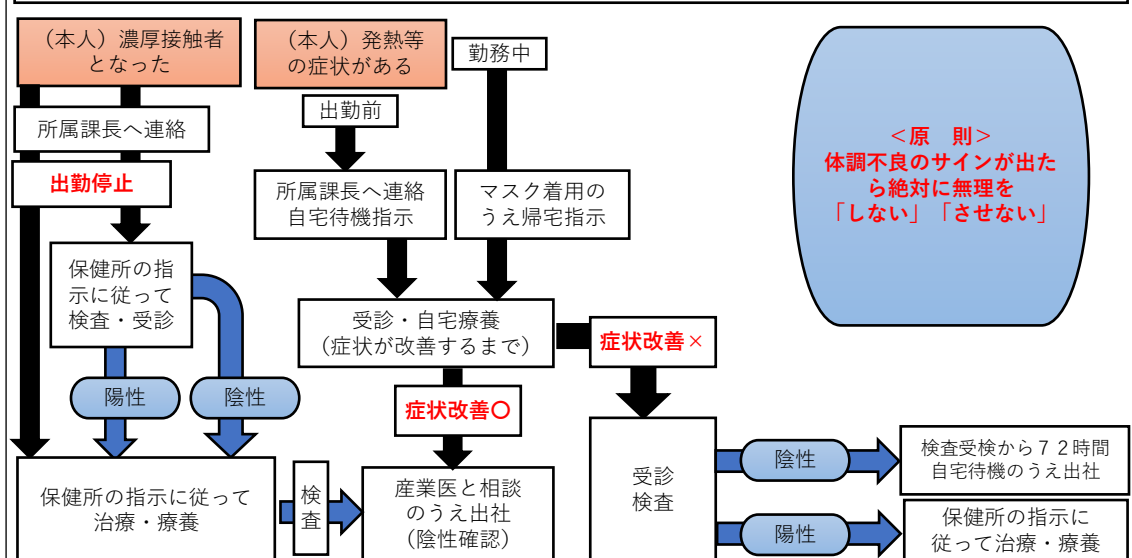 （本人）濃厚接触者
となった
（本人）発熱等
の症状がある
勤務中
出勤前
所属課長へ連絡
出勤停止
所属課長へ連絡
自宅待機指示
マスク着用の
うえ帰宅指示
＜原　則＞
体調不良のサインが出た
ら絶対に無理を
「しない」「させない」
保健所の指
示に従って
検査・受診
受診・自宅療養
（症状が改善するまで）
症状改善×
陽性
陰性
症状改善〇
保健所の指示に従って
治療・療養
検
査
産業医と相談
のうえ出社
（陰性確認）
受診
検査
陰性
検査受検から７２時間
自宅待機のうえ出社
陽性
保健所の指示に
従って治療・療養